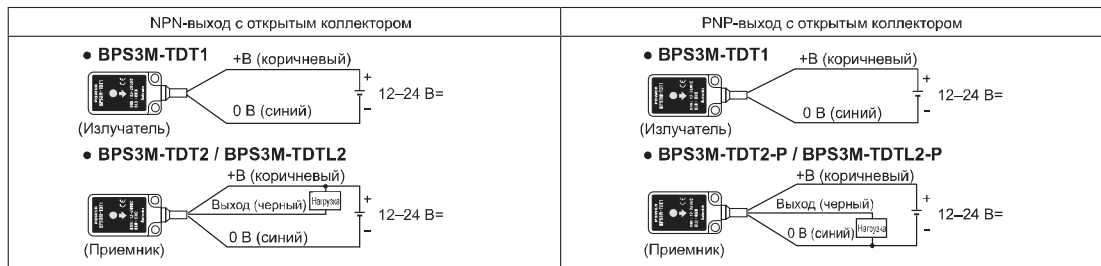 NPN-выход с открытым коллектором
● BPS3M-TDT1
+В (коричневый)
+
12–24 В=
–
0 В (синий)
(Излучатель)
● BPS3M-TDT2 / BPS3M-TDTL2
+В (коричневый)
Нагрузка
+
Выход (черный)
12–24 В=
–
0 В (синий)
(Приемник)
PNP-выход с открытым коллектором
● BPS3M-TDT1
+В (коричневый)
+
12–24 В=
–
0 В (синий)
(Излучатель)
● BPS3M-TDT2-P / BPS3M-TDTL2-P
+В (коричневый)
+
Выход (черный)
12–24 В=
Нагрузка
–
0 В (синий)
(Приемник)